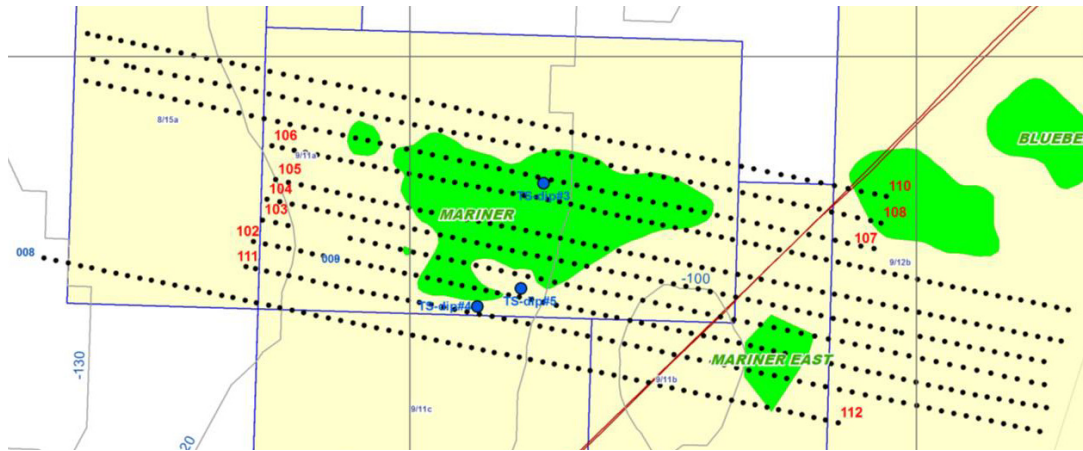 8/15a
106
9/11a
105
104
103
102
111
008
009
MARINER
TS-dip#3
TS-dip#4
TS-dip#5
-100
-130
20
BLUEBE
110
108
107
9/12b
MARINER EAST
9/11b
9/11c
112